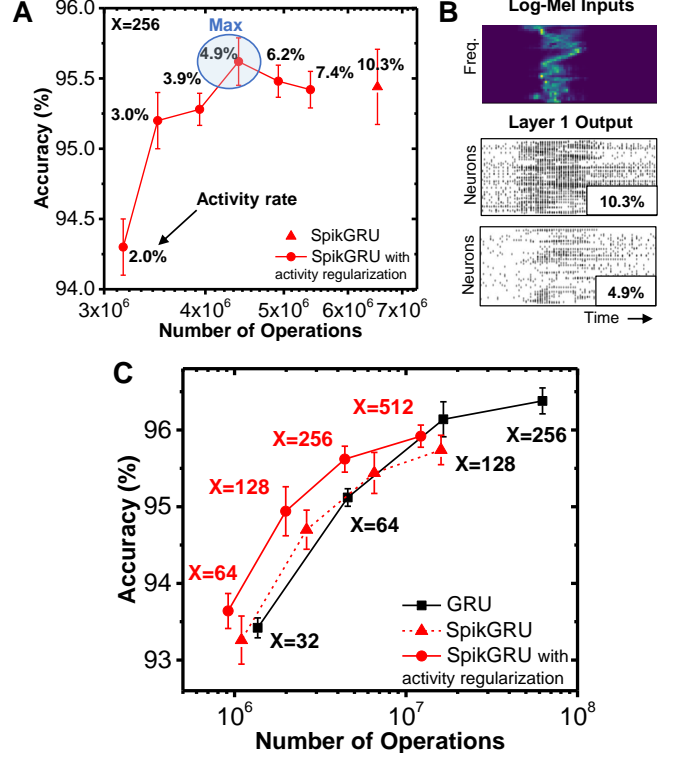 A
X=256
Max
4.9%
6.2%
7.4%
10.3%
3.9%
3.0%
2.0%
Activity rate
SpikGRU
SpikGRU with
activity regularization
Accuracy (%)
96.0
95.5
95.0
94.5
94.0
3x10⁶
4x10⁶
5x10⁶
6x10⁶
7x10⁶
Number of Operations
B
Log-Mel Inputs
Freq.
Layer 1 Output
Neurons
10.3%
Neurons
4.9%
Time
C
X=512
X=256
X=128
X=64
X=256
X=128
X=64
X=32
GRU
SpikGRU
SpikGRU with
activity regularization
Accuracy (%)
96
95
94
93
10⁶
10⁷
10⁸
Number of Operations